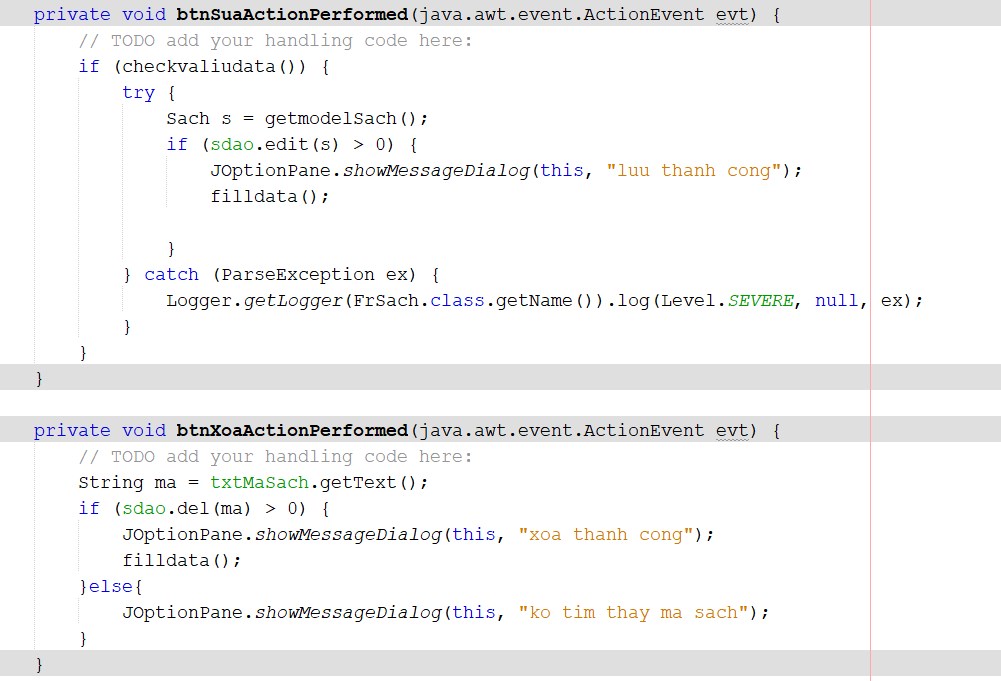 private void btnSuaActionPerformed(java.awt.event.ActionEvent evt) {
// TODO add your handling code here:
if (checkvaliudata()) {
try {
Sach s = getmodelSach();
if (sdao.edit(s) > 0) {
JOptionPane.showMessageDialog(this, "luu thanh cong");
filldata();
}
} catch (ParseException ex) {
Logger.getLogger(FrSach.class.getName()).log(Level.SEVERE, null, ex);
}
}
}
private void btnXoaActionPerformed(java.awt.event.ActionEvent evt) {
// TODO add your handling code here:
String ma = txtMaSach.getText();
if (sdao.del(ma) > 0) {
JOptionPane.showMessageDialog(this, "xoa thanh cong");
filldata();
}else{
JOptionPane.showMessageDialog(this, "ko tim thay ma sach");
}
}